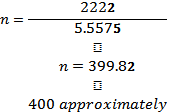 n = 2222 / 5.5575
▯
n = 399.82
▯
400 approximately